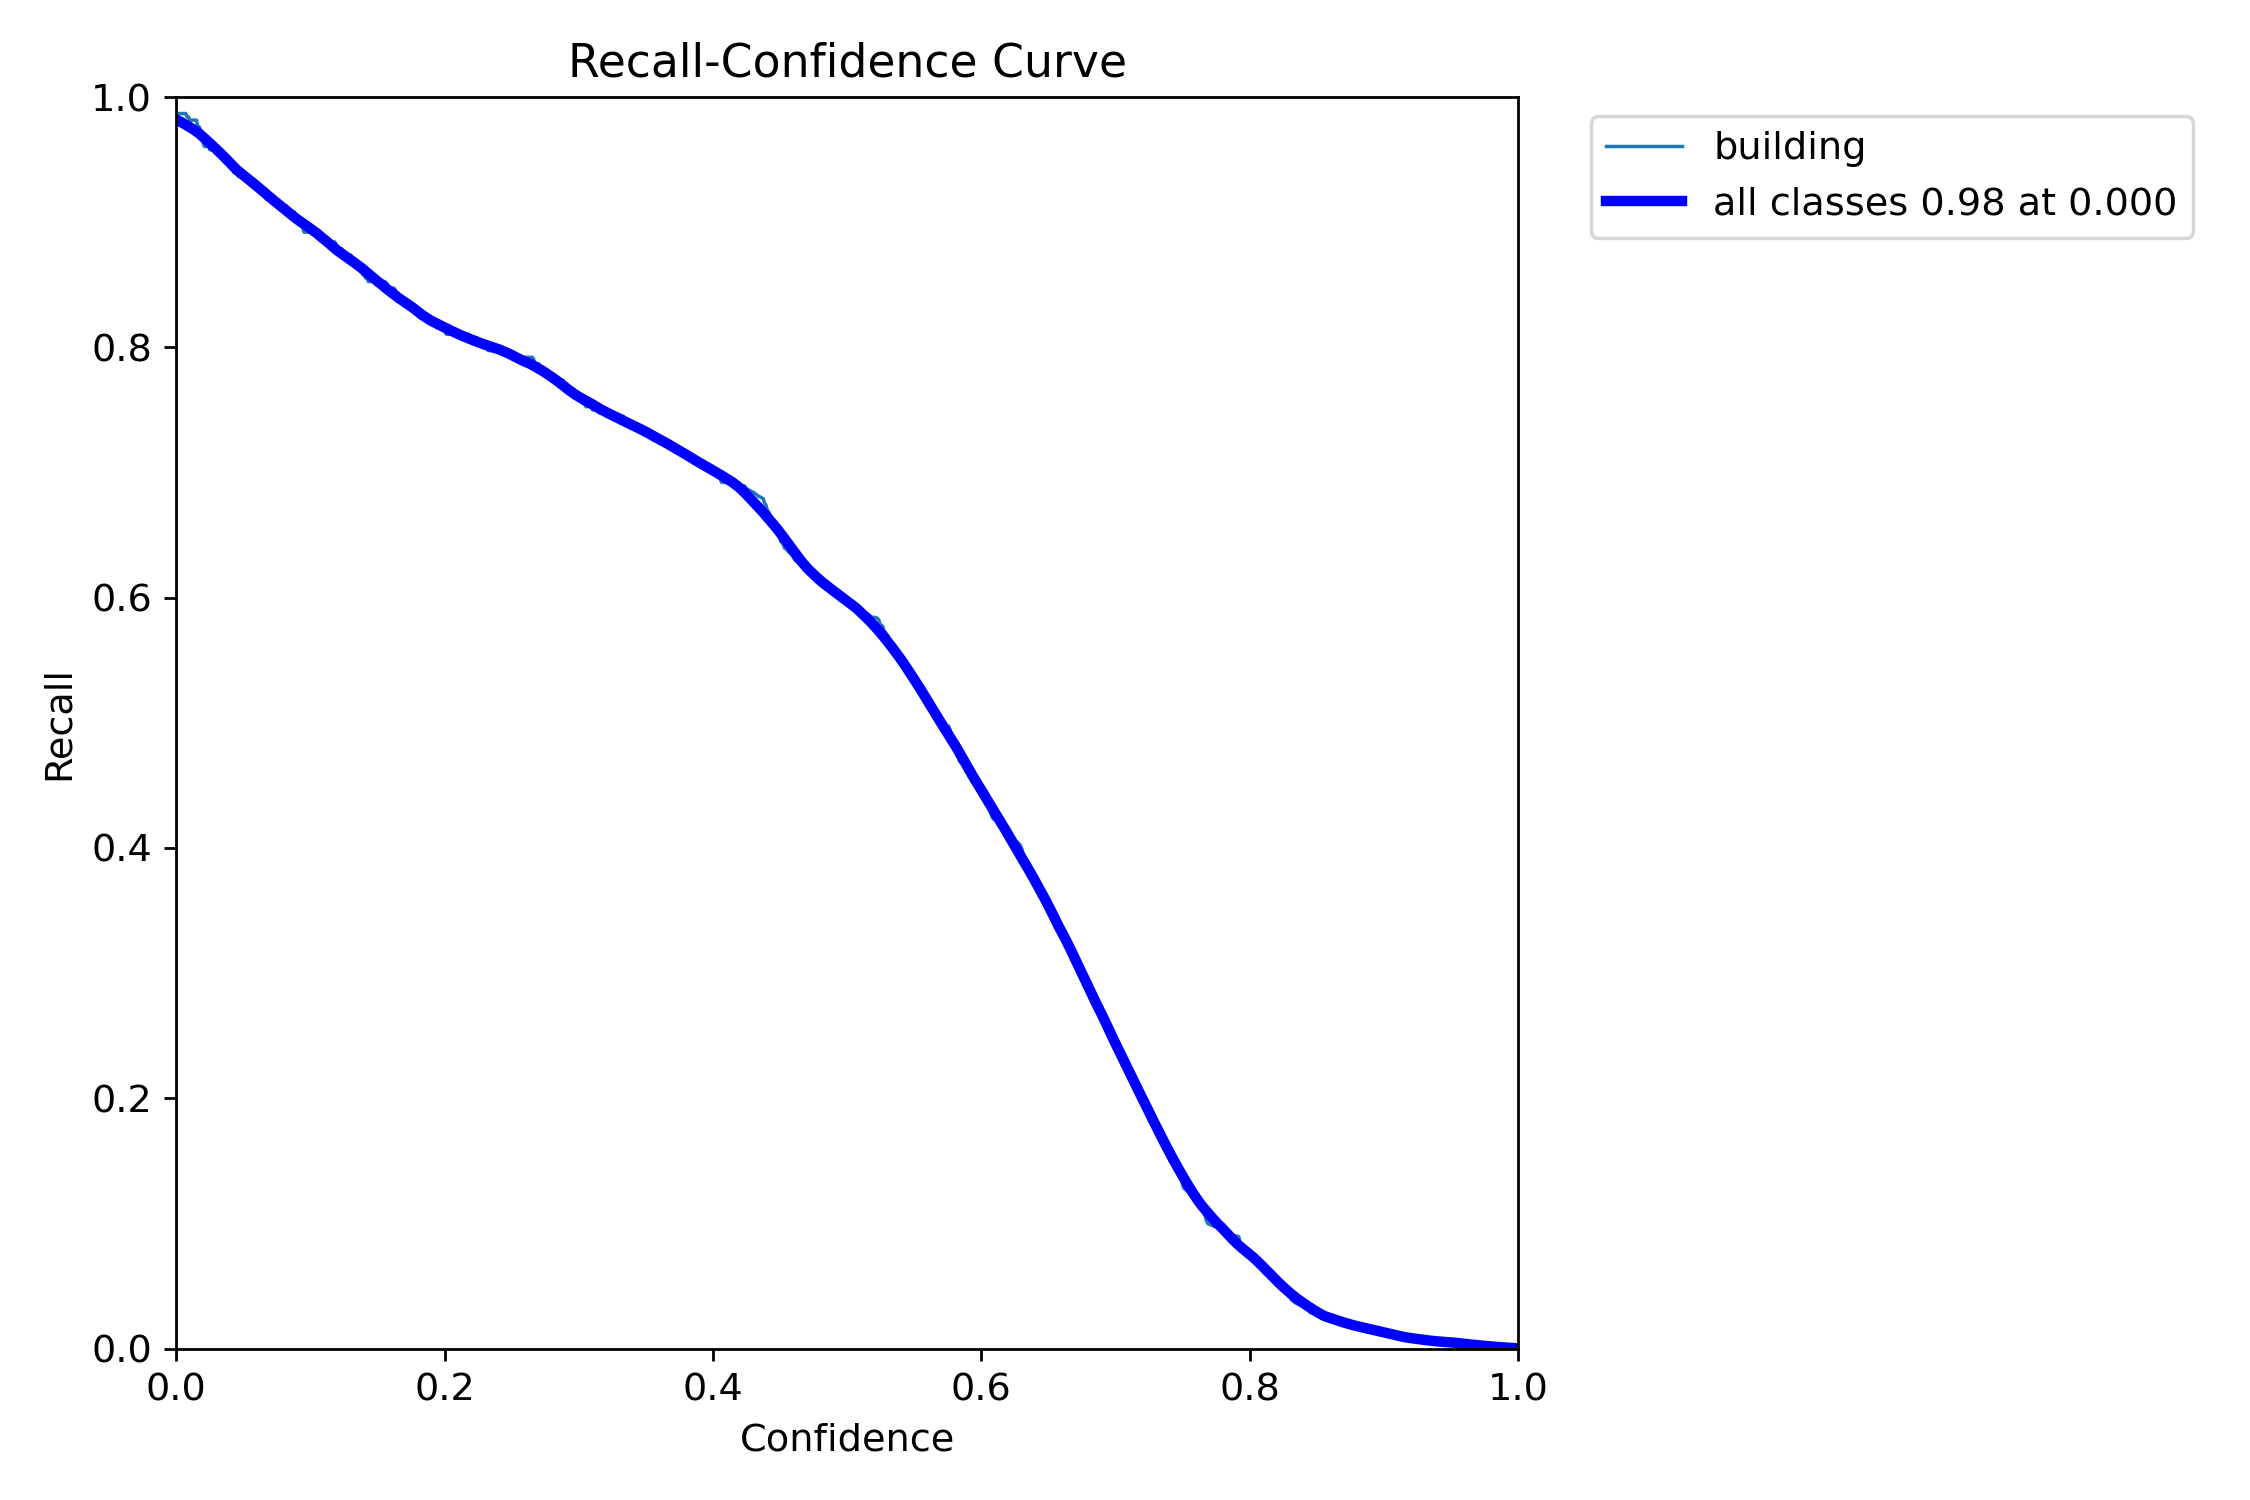 Recall-Confidence Curve
1.0
0.8
0.6
0.4
0.2
0.0
Recall
0.0 0.2 0.4 0.6 0.8 1.0
Confidence
building
all classes 0.98 at 0.000